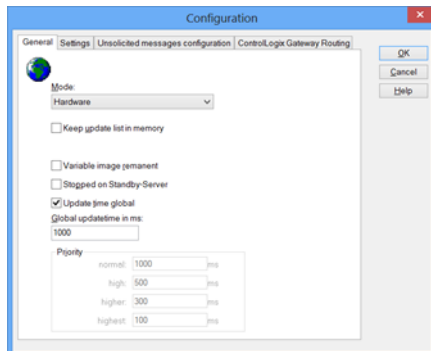 Configuration
General Settings Unsolicited messages configuration ControlLogix Gateway Routing
OK
Cancel
Help
Mode:
Hardware
Keep update list in memory
Variable image remanent
Stopped on Standby-Server
Update time global
Global updatetime in ms:
1000
Priority
normel: 1000 ms
high: 500 ms
higher: 300 ms
highest: 100 ms